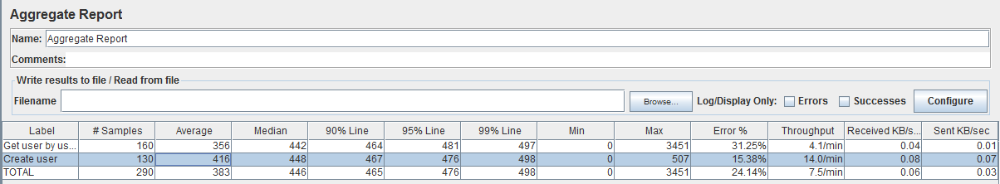 Aggregate Report
Name: Aggregate Report
Comments:
Write results to file / Read from file
Filename Browse... Log/Display Only: Errors Successes Configure
Label # Samples Average Median 90% Line 95% Line 99% Line Min Max Error % Throughput Received KB/s... Sent KB/sec
Get user by us... 160 356 442 464 481 497 0 3451 31.25% 4.1/min 0.04 0.01
Create user 130 416 448 467 476 498 0 507 15.38% 14.0/min 0.08 0.07
TOTAL 290 383 446 465 476 498 0 3451 24.14% 7.5/min 0.06 0.03